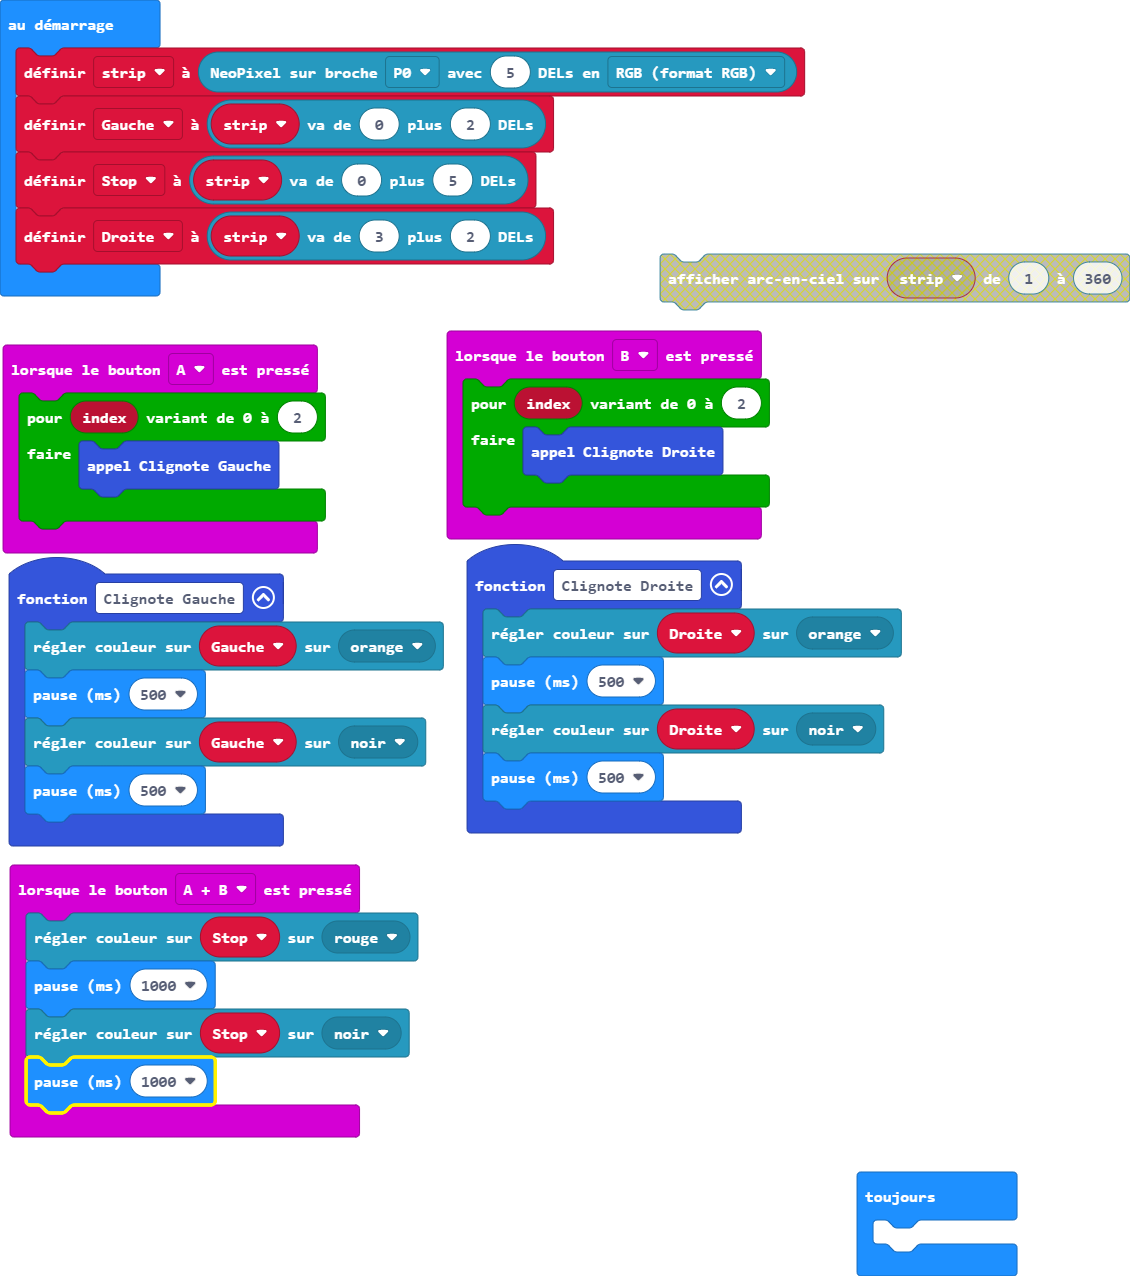 au démarrage
définir strip à NeoPixel sur broche P0 avec 5 DELs en RGB (format RGB)
définir Gauche à strip va de 0 plus 2 DELs
définir Stop à strip va de 0 plus 5 DELs
définir Droite à strip va de 3 plus 2 DELs
afficher arc-en-ciel sur strip de 1 à 360
lorsque le bouton A est pressé
pour index variant de 0 à 2
faire
appel Clignote Gauche
lorsque le bouton B est pressé
pour index variant de 0 à 2
faire
appel Clignote Droite
fonction Clignote Gauche
régler couleur sur Gauche sur orange
pause (ms) 500
régler couleur sur Gauche sur noir
pause (ms) 500
fonction Clignote Droite
régler couleur sur Droite sur orange
pause (ms) 500
régler couleur sur Droite sur noir
pause (ms) 500
lorsque le bouton A + B est pressé
régler couleur sur Stop sur rouge
pause (ms) 1000
régler couleur sur Stop sur noir
pause (ms) 1000
toujours